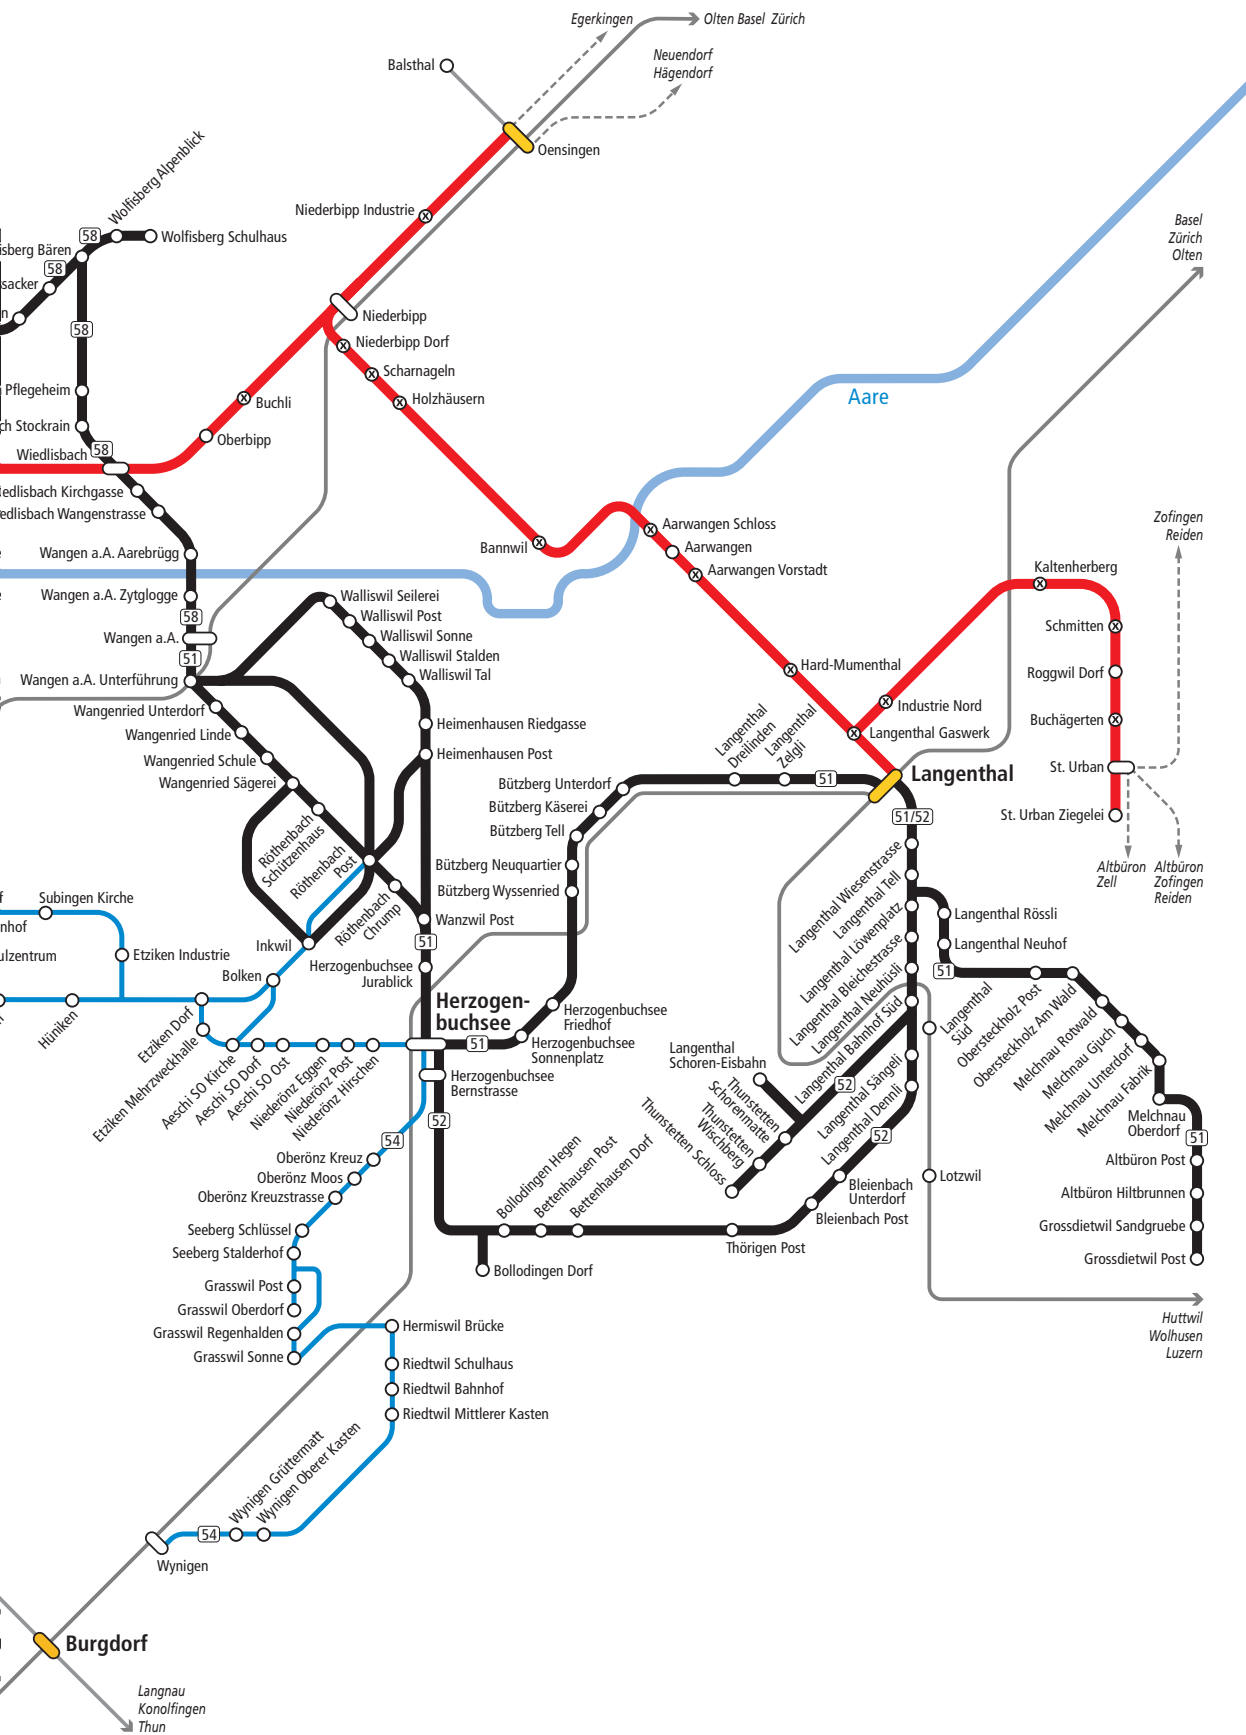 Egerkingen
Olten Basel Zürich
Neuendorf
Hägendorf
Balsthal
Oensingen
Wolfisberg Alpenblick
Niederbipp Industrie
58
Wolfisberg Schulhaus
isberg Bären
58
ssacker
n
58
Basel
Zürich
Olten
Niederbipp
Niederbipp Dorf
Scharnageln
Holzhäusern
Pflegeheim
Buchli
Aare
ch Stockrain
Oberbipp
58
Wiedlisbach
iedlisbach Kirchgasse
edlisbach Wangenstrasse
Zofingen
Reiden
Aarwangen Schloss
Aarwangen
Aarwangen Vorstadt
Bannwil
Wangen a.A. Aarebrügg
Kaltenherberg
Wangen a.A. Zytglogge
58
Walliswil Seilerei
Walliswil Post
Walliswil Sonne
Walliswil Stalden
Walliswil Tal
Wangen a.A.
51
Schmitten
Hard-Mumenthal
Roggwil Dorf
Wangen a.A. Unterführung
Wangenried Unterdorf
Wangenried Linde
Wangenried Schule
Wangenried Sägerei
Heimenhausen Riedgasse
Heimenhausen Post
Industrie Nord
Buchägerten
Langenthal Gaswerk
Langenthal
Dreilinden
Langenthal
Zelgli
St. Urban
Langenthal
51
Bützberg Unterdorf
Bützberg Käserei
Bützberg Tell
Bützberg Neuquartier
Bützberg Wyssenried
St. Urban Ziegelei
51/52
Altbüron
Zell
Altbüron
Zofingen
Reiden
Röthenbach
Schützenhaus
Röthenbach
Post
Röthenbach
Chrump
Langenthal Wiesenstrasse
Langenthal Tell
Langenthal Löwenplatz
Langenthal Bleichestrasse
Langenthal Neuhüsli
Langenthal Bahnhof Süd
Langenthal Rössli
Langenthal Neuhof
51
f
Subingen Kirche
nhof
Wanzwil Post
51
ulzentrum
Etziken Industrie
Inkwil
Bolken
Herzogenbuchsee
Jurablick
Hüniken
Etziken Dorf
Etziken Mehrzweckhalle
Herzogen-
buchsee
Herzogenbuchsee
Friedhof
51
Herzogenbuchsee
Sonnenplatz
Aeschi SO Kirche
Aeschi SO Dorf
Aeschi SO Ost
Niederönz Eggen
Niederönz Post
Niederönz Hirschen
Herzogenbuchsee
Bernstrasse
Langenthal
Süd
Obersteckholz Post
Obersteckholz Am Wald
Melchnau Rotwald
Melchnau Gjuch
Melchnau Unterdorf
Melchnau Fabrik
Melchnau
Oberdorf
51
Langenthal
Schoren-Eisbahn
Thunstetten
Schorenmatte
Thunstetten
Wischberg
Thunstetten Schloss
52
Langenthal Sängeli
Langenthal Dennli
52
52
54
Oberönz Kreuz
Oberönz Moos
Oberönz Kreuzstrasse
Seeberg Schlüssel
Seeberg Stalderhof
Grasswil Post
Grasswil Oberdorf
Grasswil Regenhalden
Grasswil Sonne
Bollodingen Hegen
Bettenhausen Post
Bettenhausen Dorf
Bollodingen Dorf
Thörigen Post
Bleienbach
Unterdorf
Bleienbach Post
Lotzwil
Altbüron Post
Altbüron Hiltbrunnen
Grossdietwil Sandgruebe
Grossdietwil Post
Huttwil
Wolhusen
Luzern
Hermiswil Brücke
Riedtwil Schulhaus
Riedtwil Bahnhof
Riedtwil Mittlerer Kasten
Wynigen Grüttermatt
Wynigen Oberer Kasten
54
Wynigen
Burgdorf
Langnau
Konolfingen
Thun